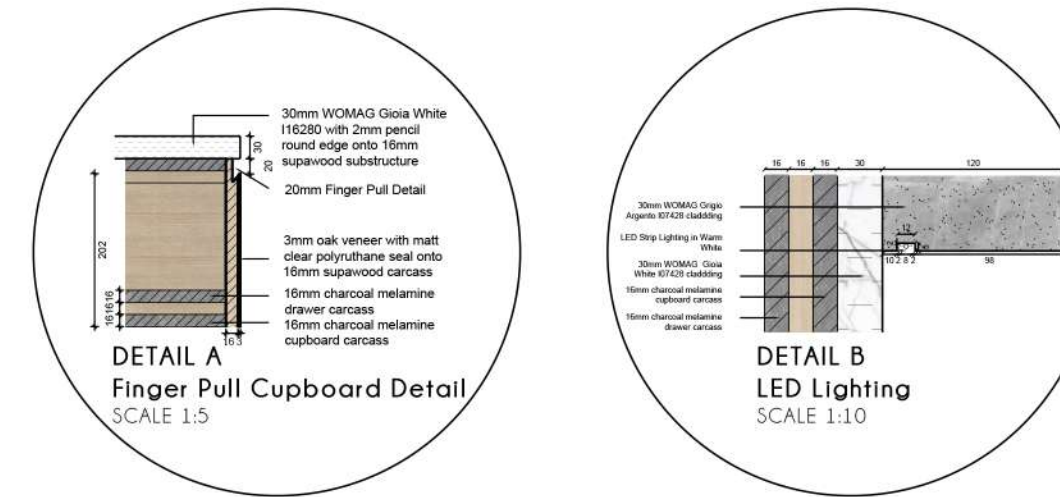 30mm WOMAG Gioia White
I16280 with 2mm pencil
round edge onto 16mm
supawood substructure
30
20
20mm Finger Pull Detail
202
3mm oak veneer with matt
clear polyruthane seal onto
16mm supawood carcass
16mm charcoal melamine
drawer carcass
16mm charcoal melamine
cupboard carcass
16
16
16
16 3
DETAIL A
Finger Pull Cupboard Detail
SCALE 1:5
16
16
16
30
120
30mm WOMAG Grigio
Argento I07428 claddding
LED Strip Lighting in Warm
White
30mm WOMAG Gioia
White I07428 claddding
16mm charcoal melamine
cupboard carcass
16mm charcoal melamine
drawer carcass
12
10 2 8 2
98
DETAIL B
LED Lighting
SCALE 1:10